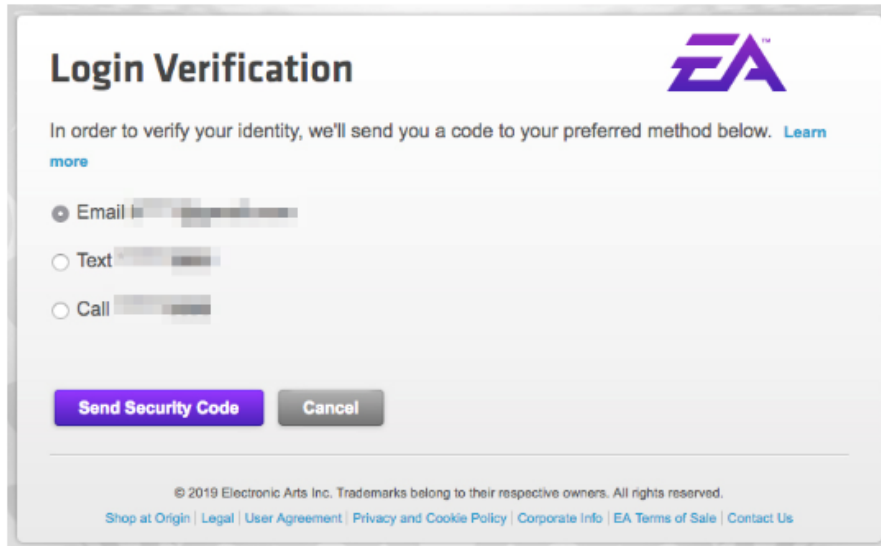 Login Verification
EA™
In order to verify your identity, we'll send you a code to your preferred method below. Learn
more
Email
Text
Call
Send Security Code
Cancel
© 2019 Electronic Arts Inc. Trademarks belong to their respective owners. All rights reserved.
Shop at Origin | Legal | User Agreement | Privacy and Cookie Policy | Corporate Info | EA Terms of Sale | Contact Us